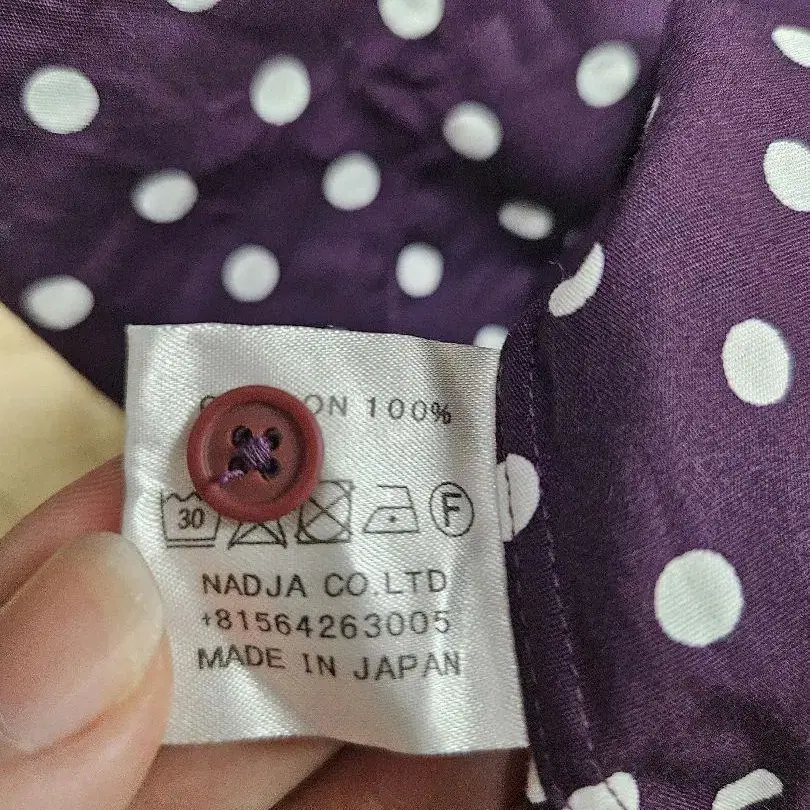 100%
30
F
NADJA CO.LTD
+81564263005
MADE IN JAPAN